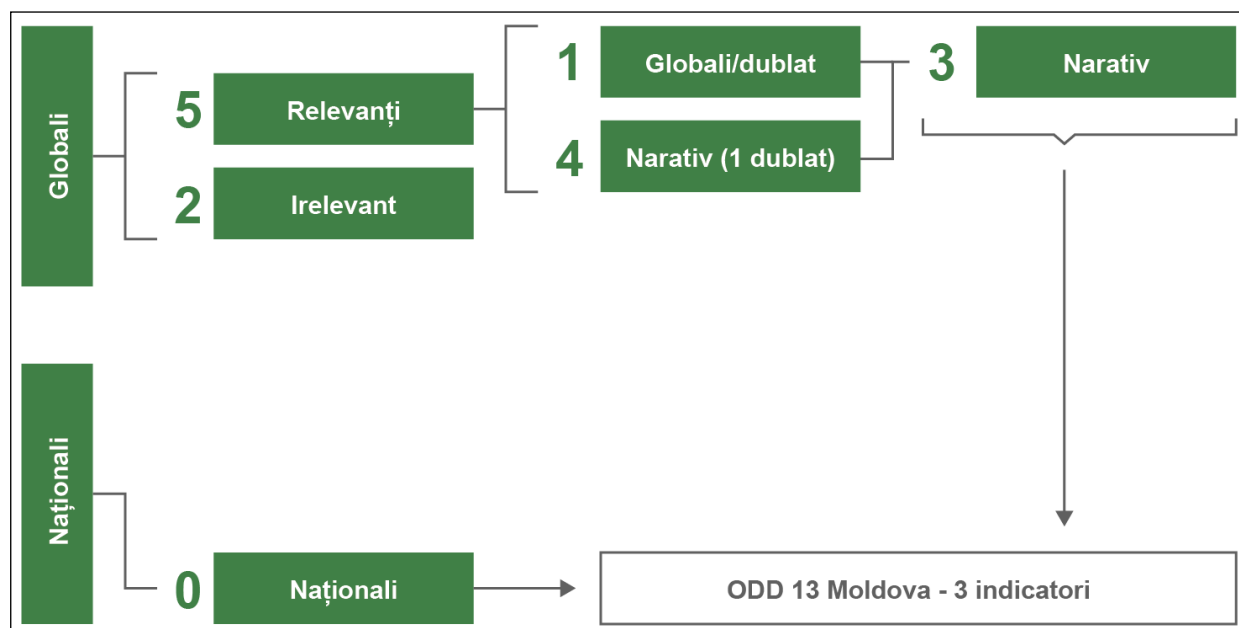 Globali
5
Relevanți
2
Irelevant
1
Globali/dublat
4
Narativ (1 dublat)
3
Narativ
Naționali
0
Naționali
ODD 13 Moldova - 3 indicatori